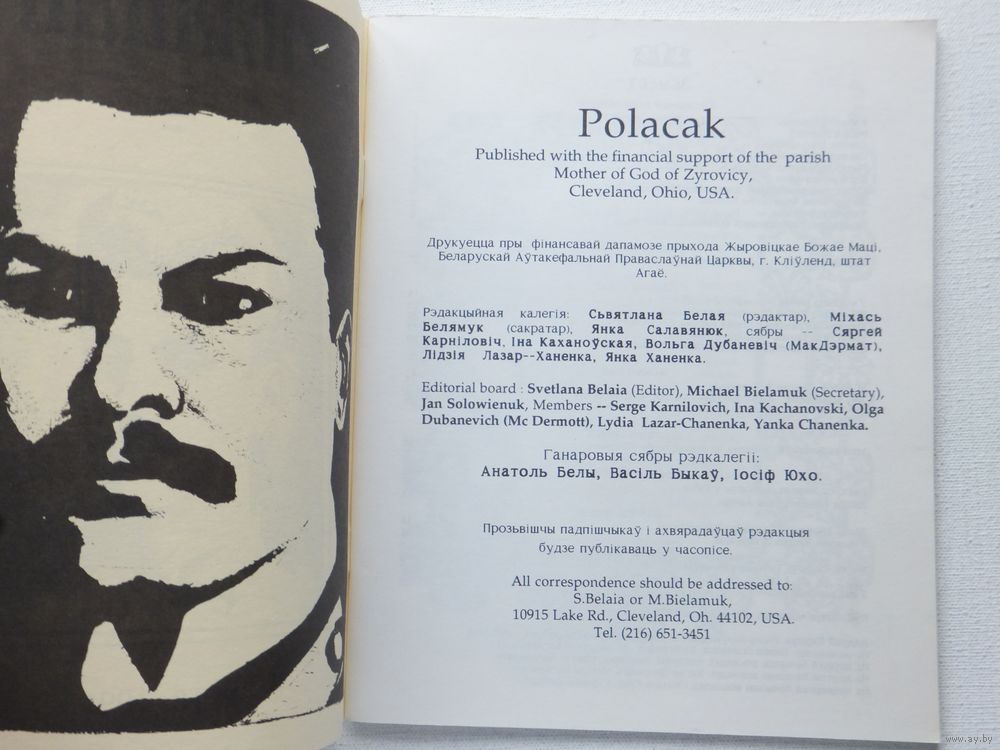 Polacak
Published with the financial support of the parish
Mother of God of Zyrovicy,
Cleveland, Ohio, USA.
Друкуецца пры фінансавай дапамозе прыхода Жыровіцкае Божае Маці,
Беларускай Аўтакефальнай Праваслаўнай Царквы, г. Кліўленд, штат
Агаё.
Рэдакцыйная калегія: Сьвятлана Белая (рэдактар), Міхась
Белямук (сакратар), Янка Салавянюк, сябры -- Сяргей
Карніловіч, Іна Каханоўская, Вольга Дубаневіч (МакДэрмат),
Лідзія Лазар--Ханенка, Янка Ханенка.
Editorial board : Svetlana Belaia (Editor), Michael Bielamuk (Secretary),
Jan Solowienuk, Members -- Serge Karnilovich, Ina Kachanovski, Olga
Dubanevich (Mc Dermott), Lydia Lazar-Chanenka, Yanka Chanenka.
Ганаровыя сябры рэдкалегіі:
Анатоль Белы, Васіль Быкаў, Іосіф Юхо.
Прозьвішчы падпішчыкаў і ахвярадаўцаў рэдакцыя
будзе публікаваць у часопісе.
All correspondence should be addressed to:
S.Belaia or M.Bielamuk,
10915 Lake Rd., Cleveland, Oh. 44102, USA.
Tel. (216) 651-3451
www.ay.by